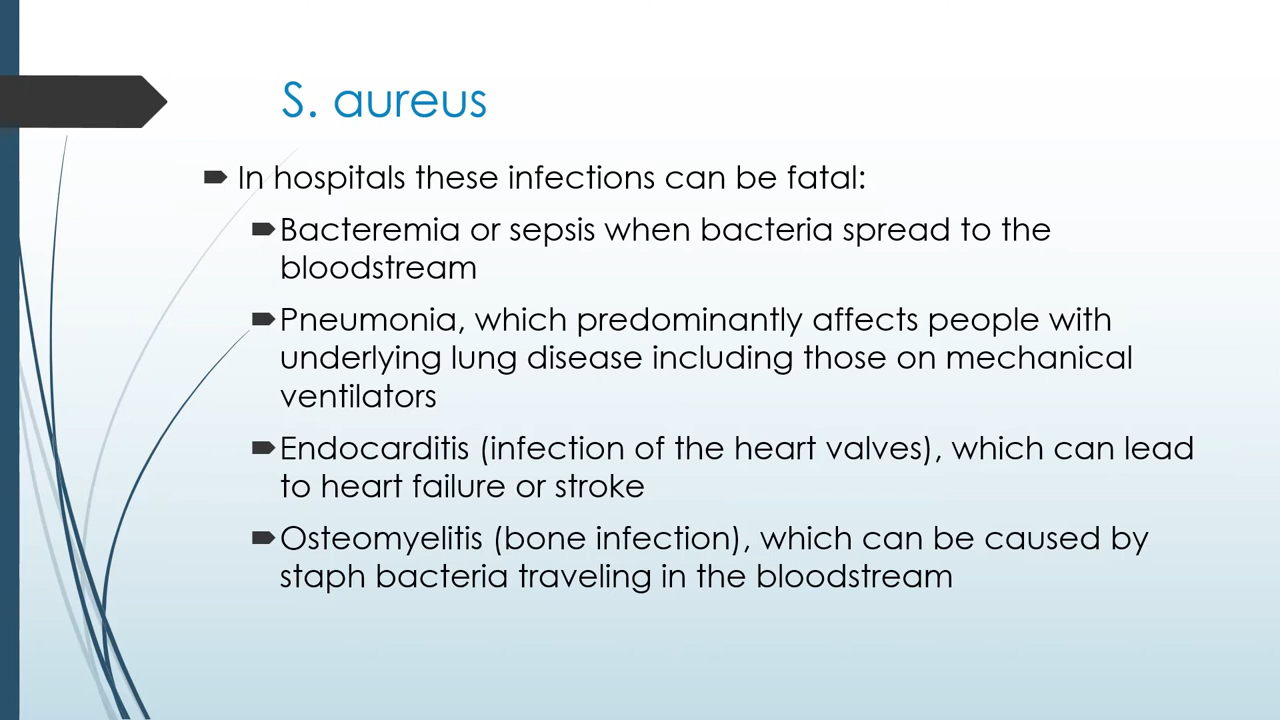 S. aureus
In hospitals these infections can be fatal:
Bacteremia or sepsis when bacteria spread to the
bloodstream
Pneumonia, which predominantly affects people with
underlying lung disease including those on mechanical
ventilators
Endocarditis (infection of the heart valves), which can lead
to heart failure or stroke
Osteomyelitis (bone infection), which can be caused by
staph bacteria traveling in the bloodstream